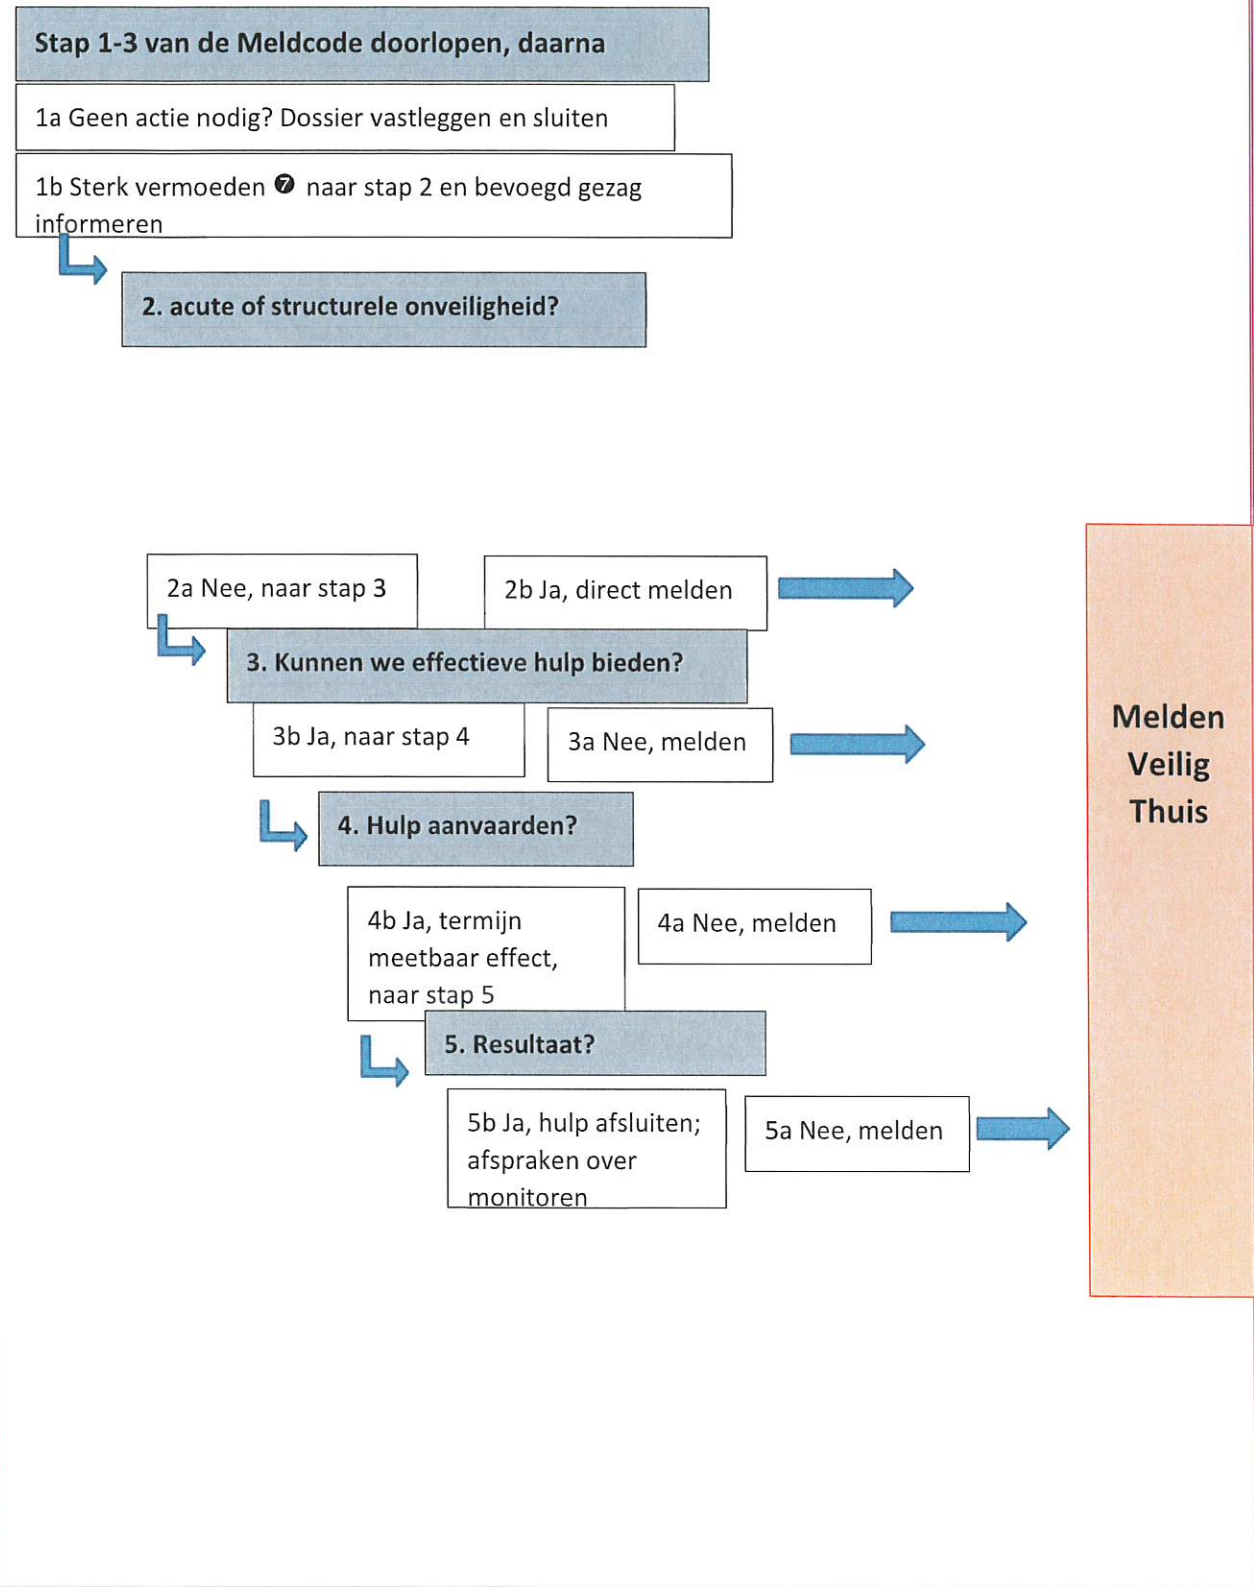 Stap 1-3 van de Meldcode doorlopen, daarna
1a Geen actie nodig? Dossier vastleggen en sluiten
1b Sterk vermoeden ❼ naar stap 2 en bevoegd gezag
informeren
2. acute of structurele onveiligheid?
2a Nee, naar stap 3
2b Ja, direct melden
3. Kunnen we effectieve hulp bieden?
3b Ja, naar stap 4
3a Nee, melden
Melden
Veilig
Thuis
4. Hulp aanvaarden?
4b Ja, termijn
meetbaar effect,
naar stap 5
4a Nee, melden
5. Resultaat?
5b Ja, hulp afsluiten;
afspraken over
monitoren
5a Nee, melden